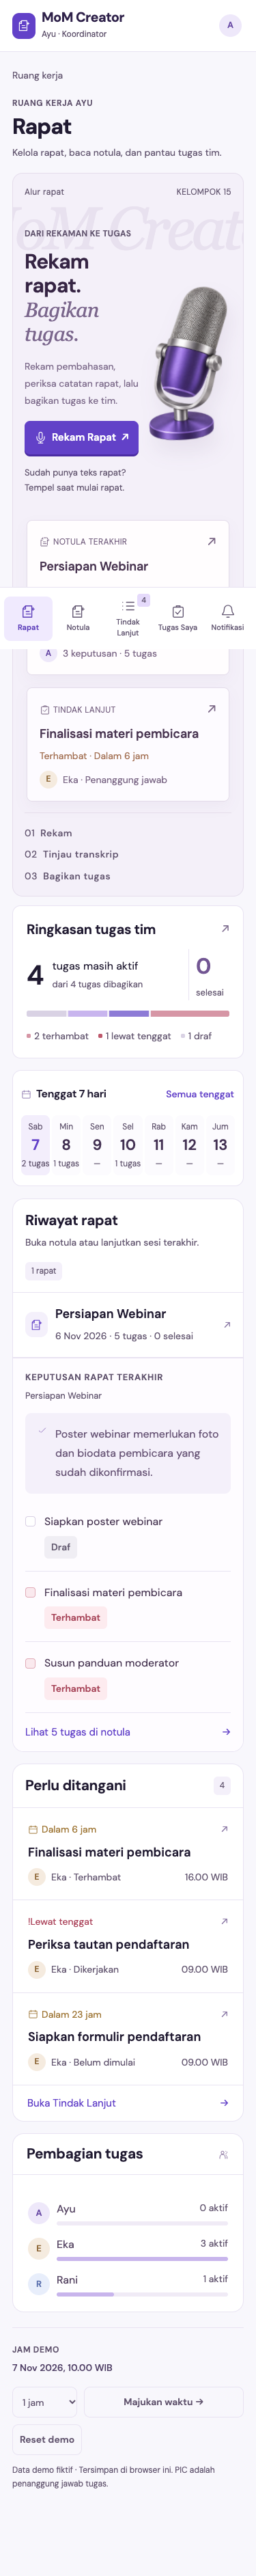 MoM Creator
Ayu · Koordinator
A
Ruang kerja
RUANG KERJA AYU
Rapat
Kelola rapat, baca notula, dan pantau tugas tim.
Alur rapat
KELOMPOK 15
MoM Creat
DARI REKAMAN KE TUGAS
Rekam
rapat.
Bagikan
tugas.
Rekam pembahasan,
periksa catatan rapat, lalu
bagikan tugas ke tim.
Rekam Rapat ↗
Sudah punya teks rapat?
Tempel saat mulai rapat.
NOTULA TERAKHIR
Persiapan Webinar
Rapat
Notula
4
Tindak
Lanjut
Tugas Saya
Notifikasi
A 3 keputusan · 5 tugas
TINDAK LANJUT
Finalisasi materi pembicara
Terhambat · Dalam 6 jam
E Eka · Penanggung jawab
01 Rekam
02 Tinjau transkrip
03 Bagikan tugas
Ringkasan tugas tim
4 tugas masih aktif
dari 4 tugas dibagikan
0
selesai
2 terhambat
1 lewat tenggat
1 draf
Tenggat 7 hari
Semua tenggat
Sab Min Sen Sel Rab Kam Jum
7 8 9 10 11 12 13
2 tugas 1 tugas – 1 tugas – – –
Riwayat rapat
Buka notula atau lanjutkan sesi terakhir.
1 rapat
Persiapan Webinar
6 Nov 2026 · 5 tugas · 0 selesai
KEPUTUSAN RAPAT TERAKHIR
Persiapan Webinar
Poster webinar memerlukan foto
dan biodata pembicara yang
sudah dikonfirmasi.
Siapkan poster webinar
Draf
Finalisasi materi pembicara
Terhambat
Susun panduan moderator
Terhambat
Lihat 5 tugas di notula →
Perlu ditangani
4
Dalam 6 jam
Finalisasi materi pembicara
E Eka · Terhambat 16.00 WIB
!Lewat tenggat
Periksa tautan pendaftaran
E Eka · Dikerjakan 09.00 WIB
Dalam 23 jam
Siapkan formulir pendaftaran
E Eka · Belum dimulai 09.00 WIB
Buka Tindak Lanjut →
Pembagian tugas
A Ayu 0 aktif
E Eka 3 aktif
R Rani 1 aktif
JAM DEMO
7 Nov 2026, 10.00 WIB
1 jam
Majukan waktu →
Reset demo
Data demo fiktif · Tersimpan di browser ini. PIC adalah
penanggung jawab tugas.